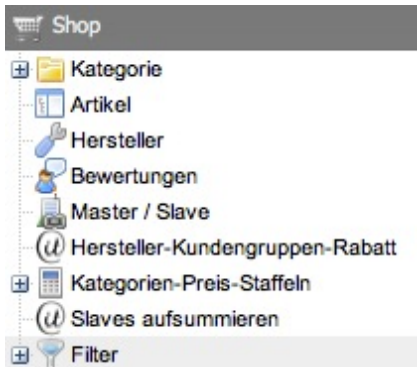 Shop
Kategorie
Artikel
Hersteller
Bewertungen
Master / Slave
Hersteller-Kundengruppen-Rabatt
Kategorien-Preis-Staffeln
Slaves aufsummieren
Filter